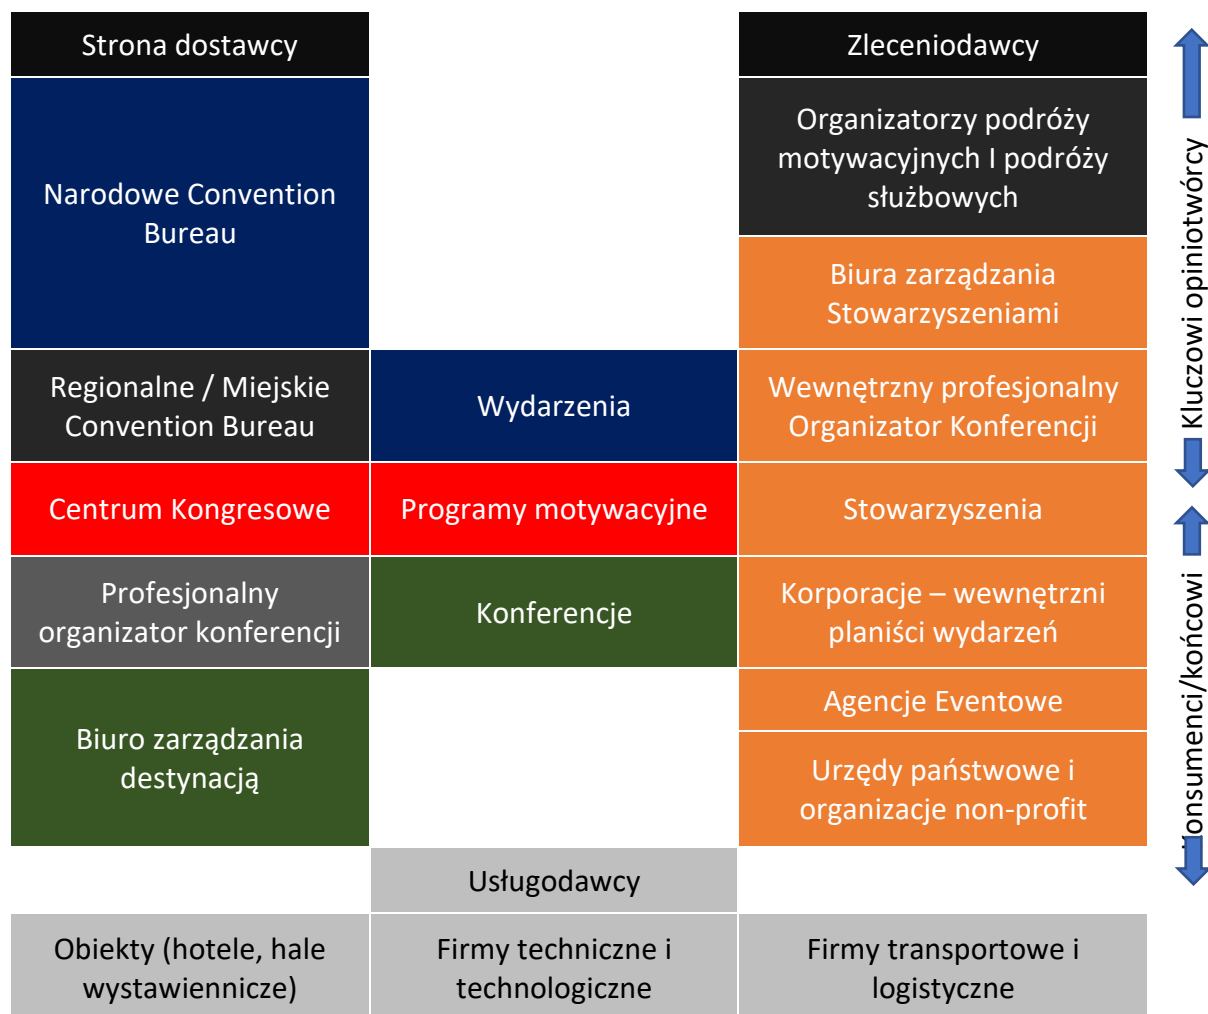 Strona dostawcy
Zleceniodawcy
Narodowe Convention
Bureau
Organizatorzy podróży
motywacyjnych I podróży
służbowych
Biura zarządzania
Stowarzyszeniami
Regionalne / Miejskie
Convention Bureau
Wydarzenia
Wewnętrzny profesjonalny
Organizator Konferencji
Centrum Kongresowe
Programy motywacyjne
Stowarzyszenia
Profesjonalny
organizator konferencji
Konferencje
Korporacje – wewnętrzni
planiści wydarzeń
Biuro zarządzania
destynacją
Agencje Eventowe
Urzędy państwowe i
organizacje non-profit
Kluczowi opiniotwórcy
Konsumenci/końcowi
Usługodawcy
Obiekty (hotele, hale
wystawiennicze)
Firmy techniczne i
technologiczne
Firmy transportowe i
logistyczne